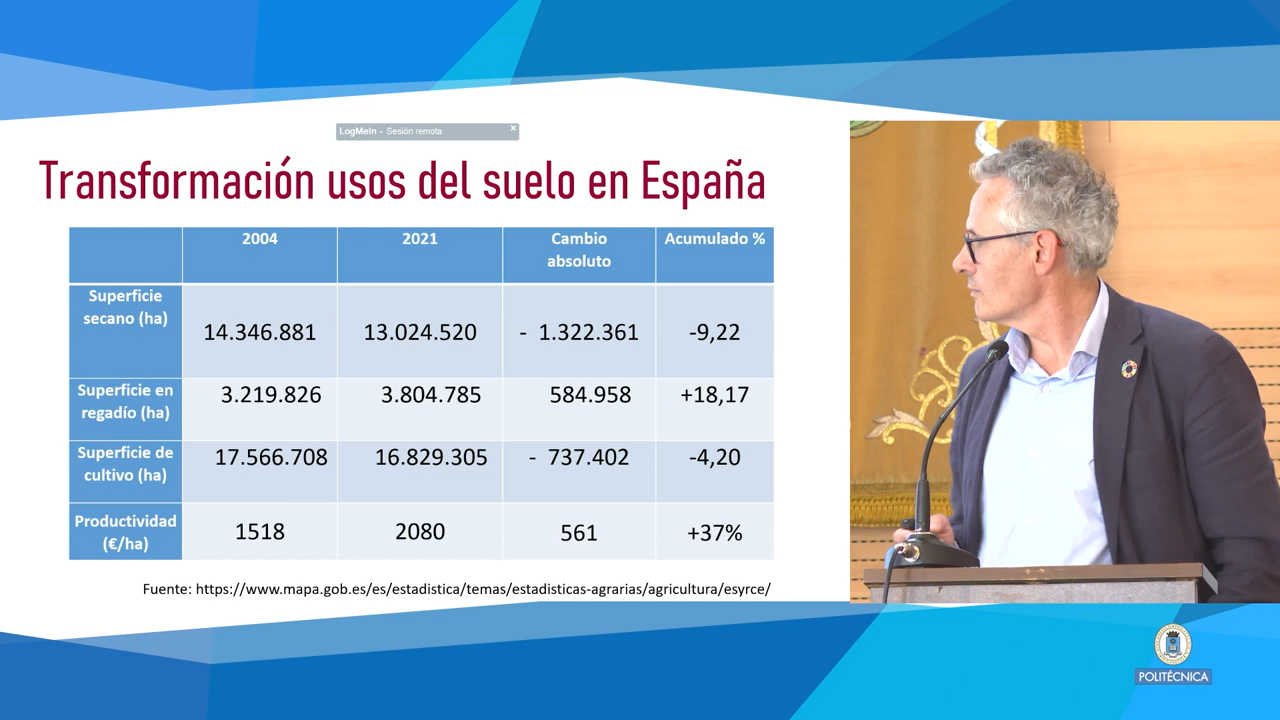 LogMeIn - Sesión remota
Transformación usos del suelo en España
2004 2021 Cambio absoluto Acumulado %
Superficie secano (ha) 14.346.881 13.024.520 - 1.322.361 -9,22
Superficie en regadío (ha) 3.219.826 3.804.785 584.958 +18,17
Superficie de cultivo (ha) 17.566.708 16.829.305 - 737.402 -4,20
Productividad (€/ha) 1518 2080 561 +37%
Fuente: https://www.mapa.gob.es/es/estadistica/temas/estadisticas-agrarias/agricultura/esyrce/
POLITÉCNICA